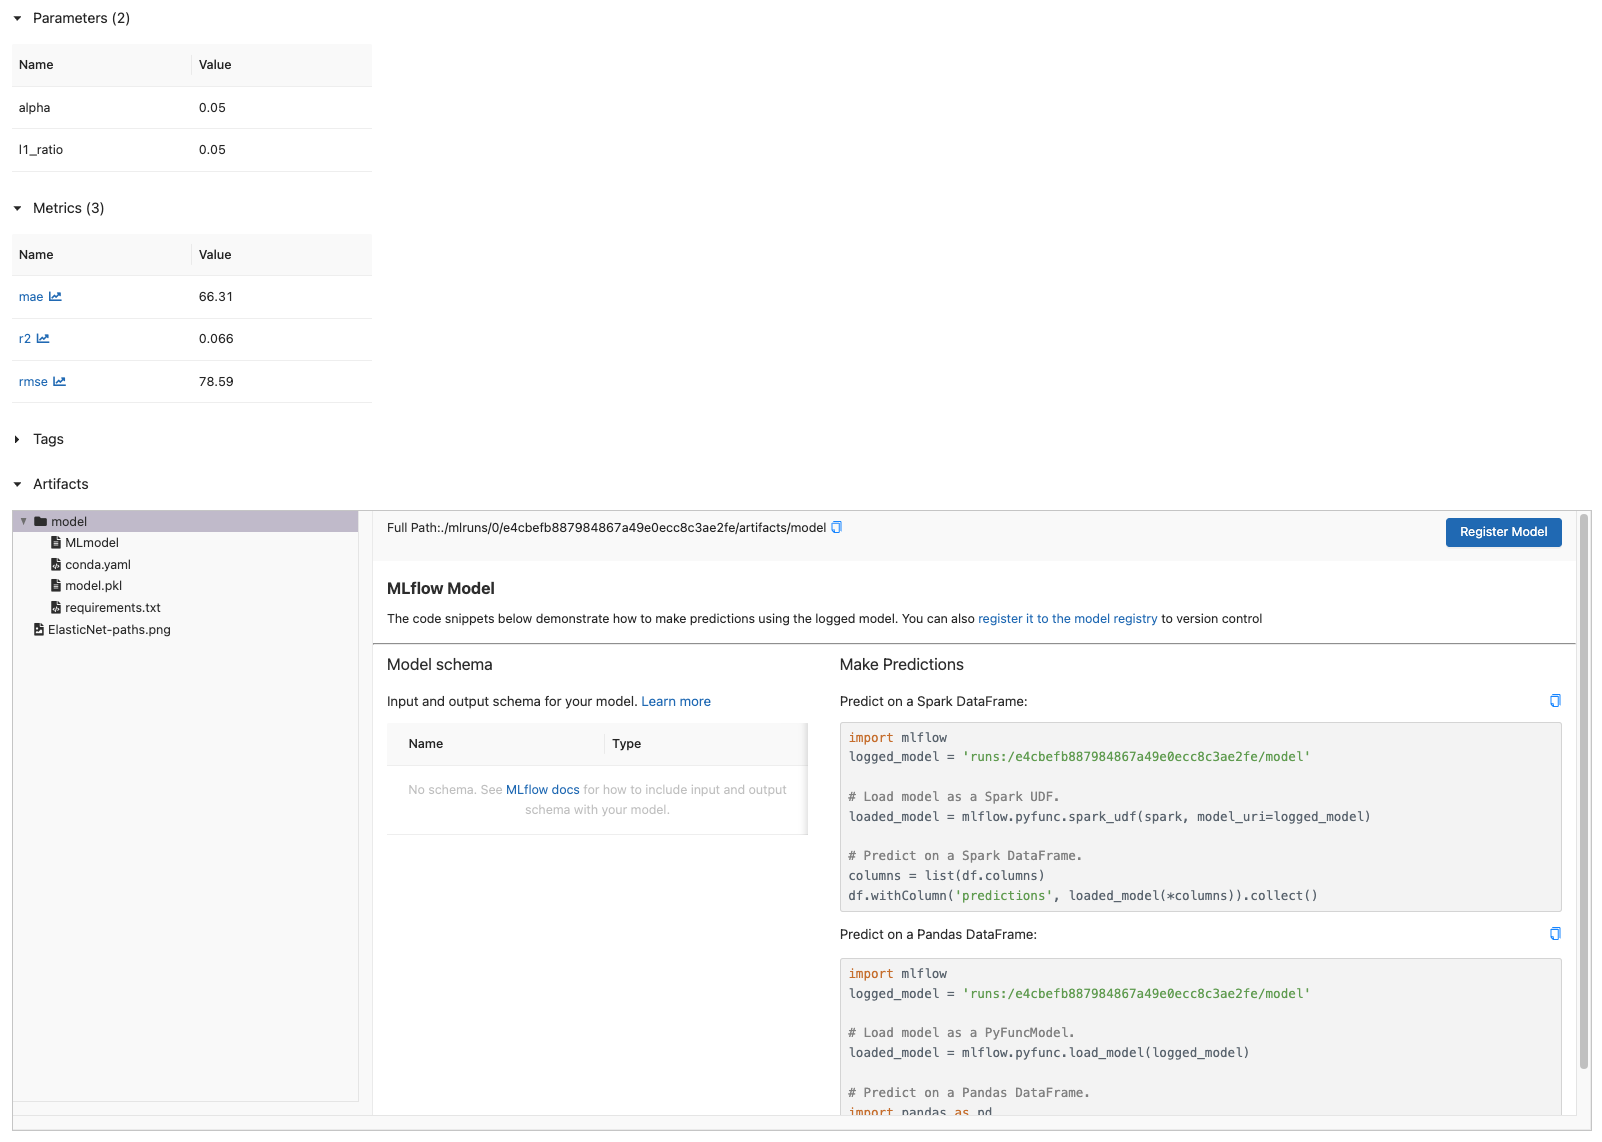 Parameters (2)
Name Value
alpha 0.05
l1_ratio 0.05
Metrics (3)
Name Value
mae 66.31
r2 0.066
rmse 78.59
Tags
Artifacts
model
MLmodel
conda.yaml
model.pkl
requirements.txt
ElasticNet-paths.png
Full Path:./mlruns/0/e4cbefb887984867a49e0ecc8c3ae2fe/artifacts/model
Register Model
MLflow Model
The code snippets below demonstrate how to make predictions using the logged model. You can also register it to the model registry to version control
Model schema
Input and output schema for your model. Learn more
Name Type
No schema. See MLflow docs for how to include input and output
schema with your model.
Make Predictions
Predict on a Spark DataFrame:
import mlflow
logged_model = 'runs:/e4cbefb887984867a49e0ecc8c3ae2fe/model'
# Load model as a Spark UDF.
loaded_model = mlflow.pyfunc.spark_udf(spark, model_uri=logged_model)
# Predict on a Spark DataFrame.
columns = list(df.columns)
df.withColumn('predictions', loaded_model(*columns)).collect()
Predict on a Pandas DataFrame:
import mlflow
logged_model = 'runs:/e4cbefb887984867a49e0ecc8c3ae2fe/model'
# Load model as a PyFuncModel.
loaded_model = mlflow.pyfunc.load_model(logged_model)
# Predict on a Pandas DataFrame.
import pandas as pd